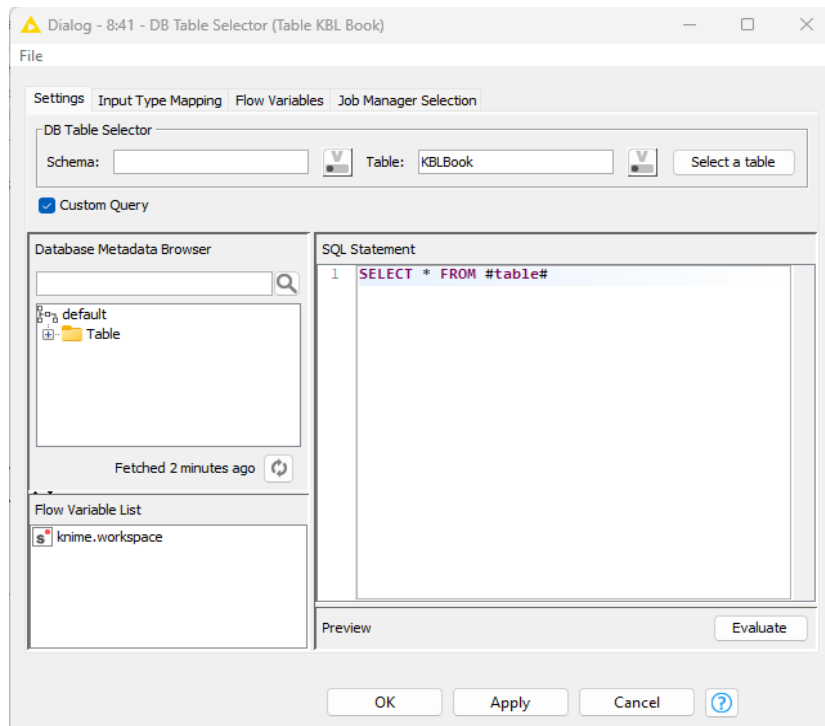 Dialog - 8:41 - DB Table Selector (Table KBL Book)
File
Settings Input Type Mapping Flow Variables Job Manager Selection
DB Table Selector
Schema: V Table: KBLBook V Select a table
Custom Query
Database Metadata Browser
SQL Statement
1 SELECT * FROM #table#
default
Table
Fetched 2 minutes ago
Flow Variable List
s knime.workspace
Preview Evaluate
OK Apply Cancel ?